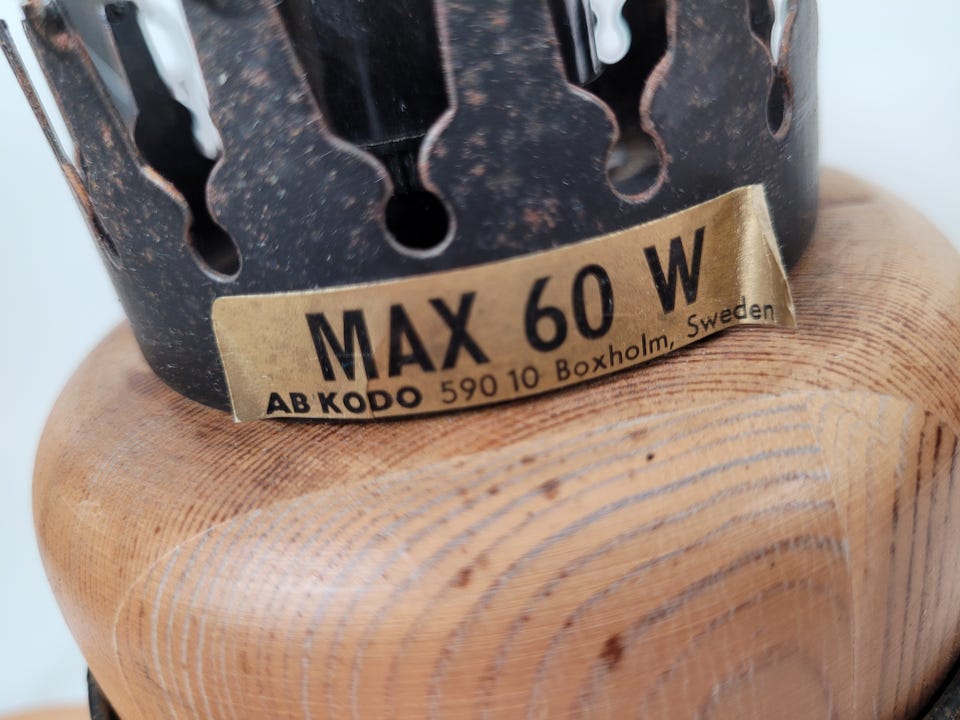 MAX 60 W
AB KODO 590 10 Boxholm, Sweden